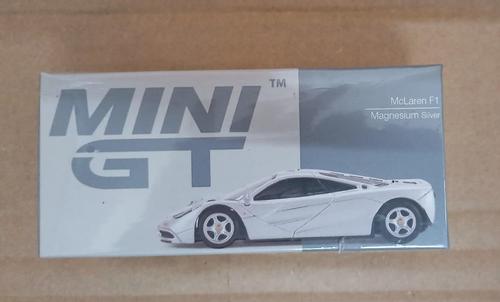 MINI
GT
TM
McLaren F1
Magnesium Silver